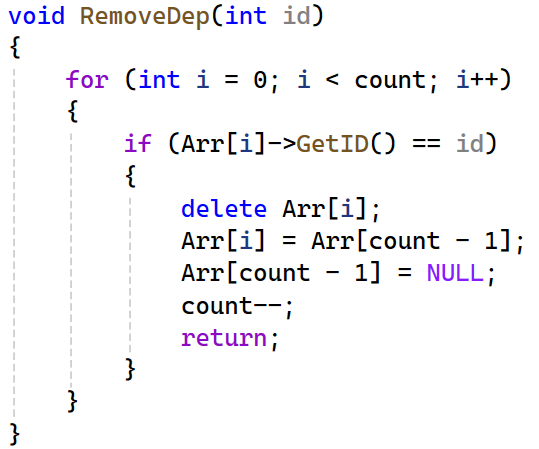 void RemoveDep(int id)
{
    for (int i = 0; i < count; i++)
    {
        if (Arr[i]->GetID() == id)
        {
            delete Arr[i];
            Arr[i] = Arr[count - 1];
            Arr[count - 1] = NULL;
            count--;
            return;
        }
    }
}